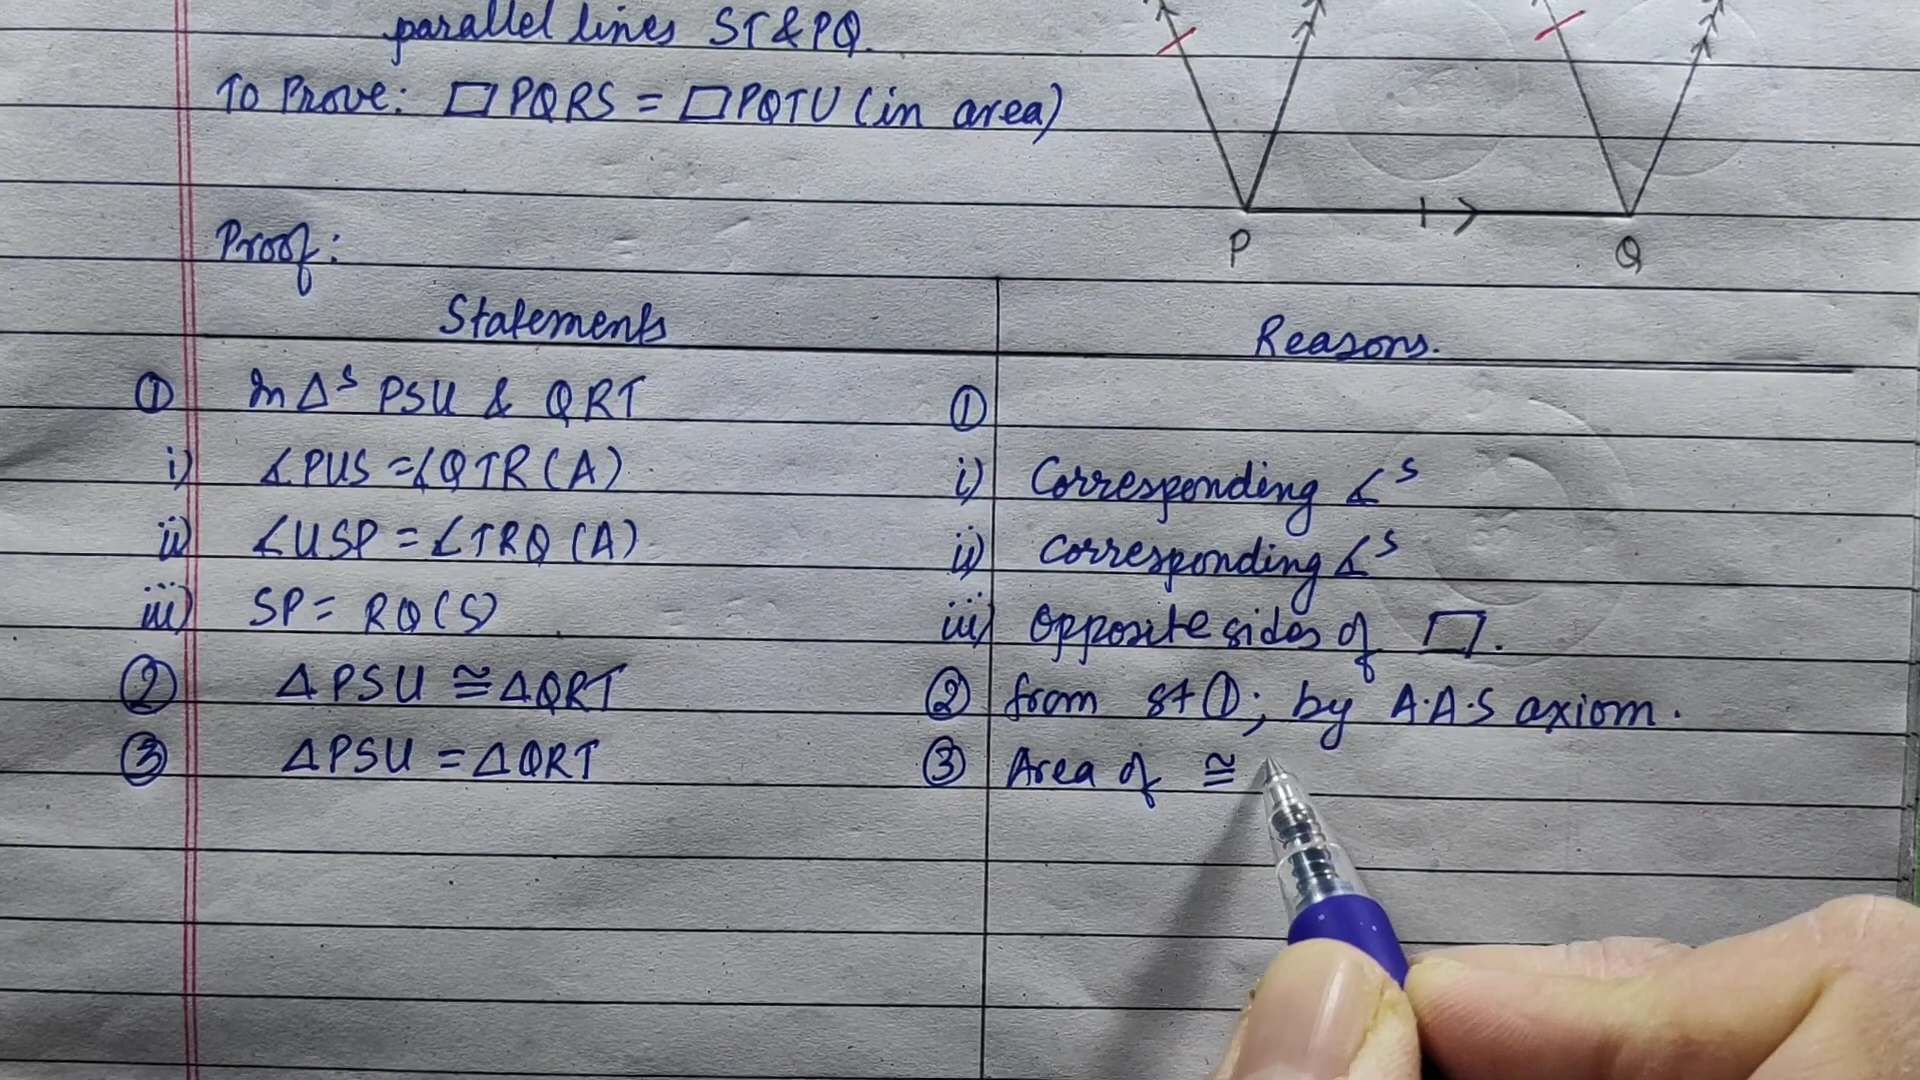 parallel lines ST & PQ.
To Prove: ▱PQRS = ▱PQTU (in area)
P Q
Proof:
Statements Reasons.
① In Δˢ PSU & QRT ①
i) ∡PUS = ∡QTR (A) i) Corresponding ∡ˢ
ii) ∡USP = ∡TRQ (A) ii) Corresponding ∡ˢ
iii) SP = RQ (S) iii) Opposite sides of ▱.
② ΔPSU ≅ ΔQRT ② from st ①; by A.A.S axiom.
③ ΔPSU = ΔQRT ③ Area of ≅